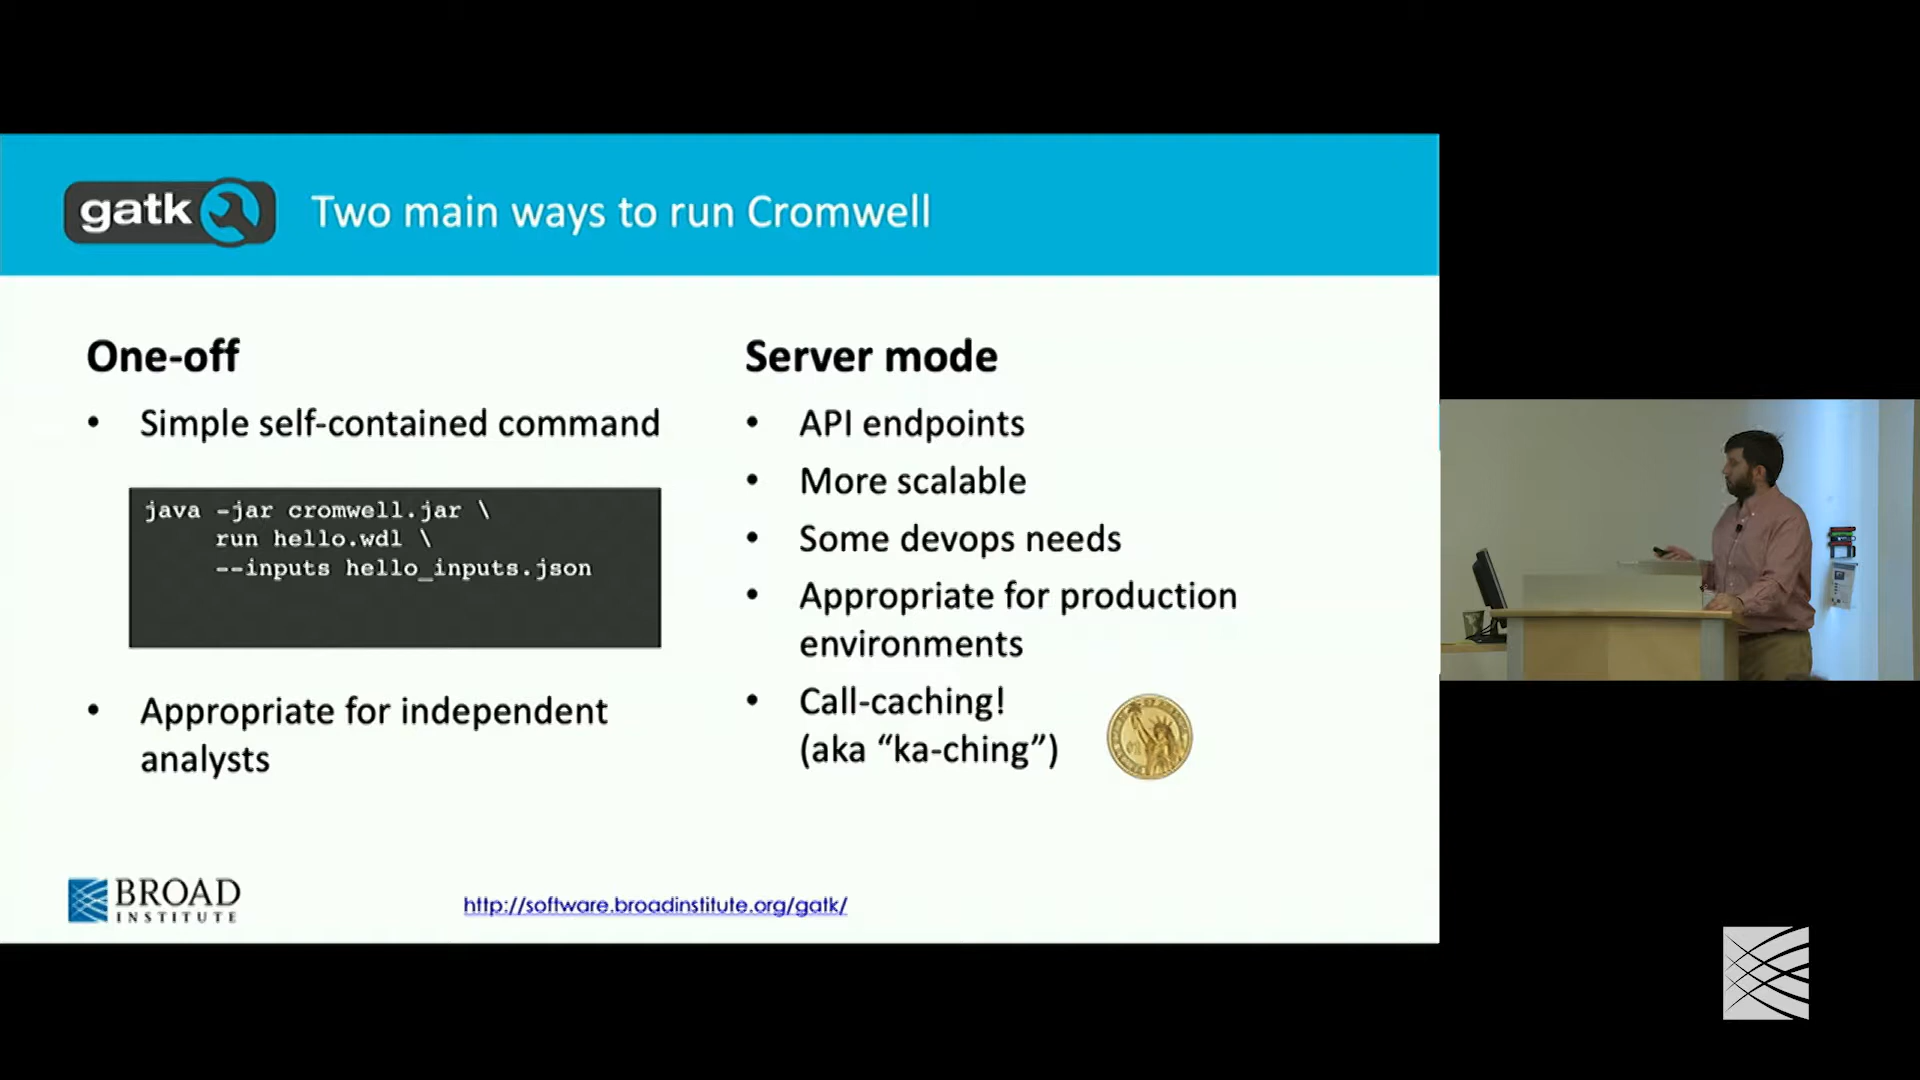 gatk
Two main ways to run Cromwell
One-off
• Simple self-contained command
java -jar cromwell.jar \
run hello.wdl \
--inputs hello_inputs.json
• Appropriate for independent
analysts
Server mode
• API endpoints
• More scalable
• Some devops needs
• Appropriate for production
environments
• Call-caching!
(aka “ka-ching”)
BROAD
INSTITUTE
http://software.broadinstitute.org/gatk/